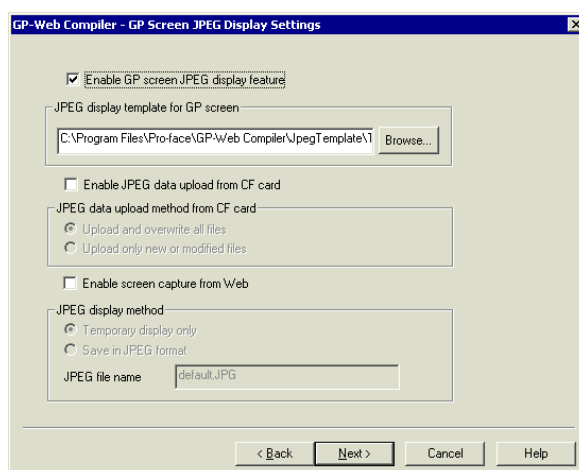 GP-Web Compiler - GP Screen JPEG Display Settings
Enable GP screen JPEG display feature
JPEG display template for GP screen
C:\Program Files\Pro-face\GP-Web Compiler\JpegTemplate\T
Browse...
Enable JPEG data upload from CF card
JPEG data upload method from CF card
Upload and overwrite all files
Upload only new or modified files
Enable screen capture from Web
JPEG display method
Temporary display only
Save in JPEG format
JPEG file name default.JPG
< Back Next > Cancel Help